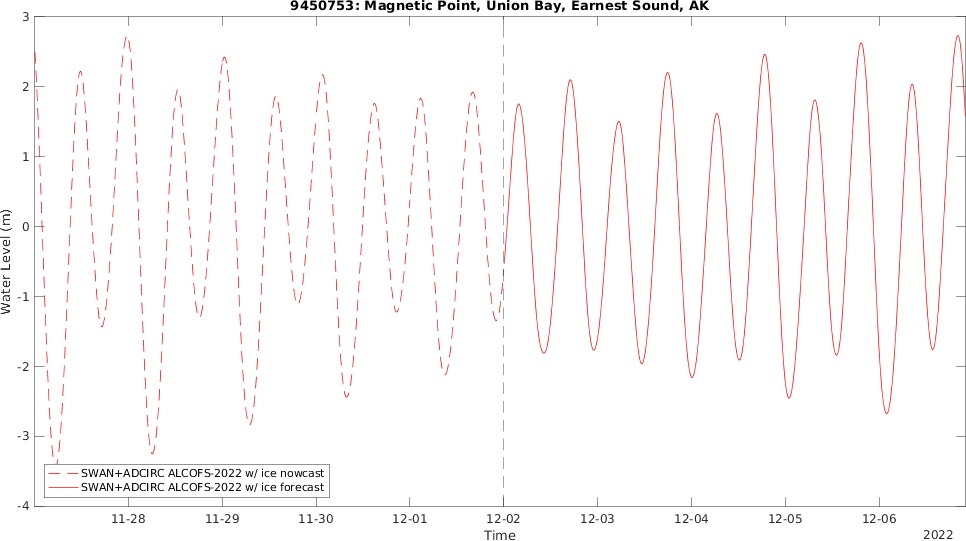 9450753: Magnetic Point, Union Bay, Earnest Sound, AK
3
2
1
0
-1
-2
-3
-4
Water Level (m)
SWAN+ADCIRC ALCOFS-2022 w/ ice nowcast
SWAN+ADCIRC ALCOFS-2022 w/ ice forecast
11-28 11-29 11-30 12-01 12-02 12-03 12-04 12-05 12-06
Time
2022